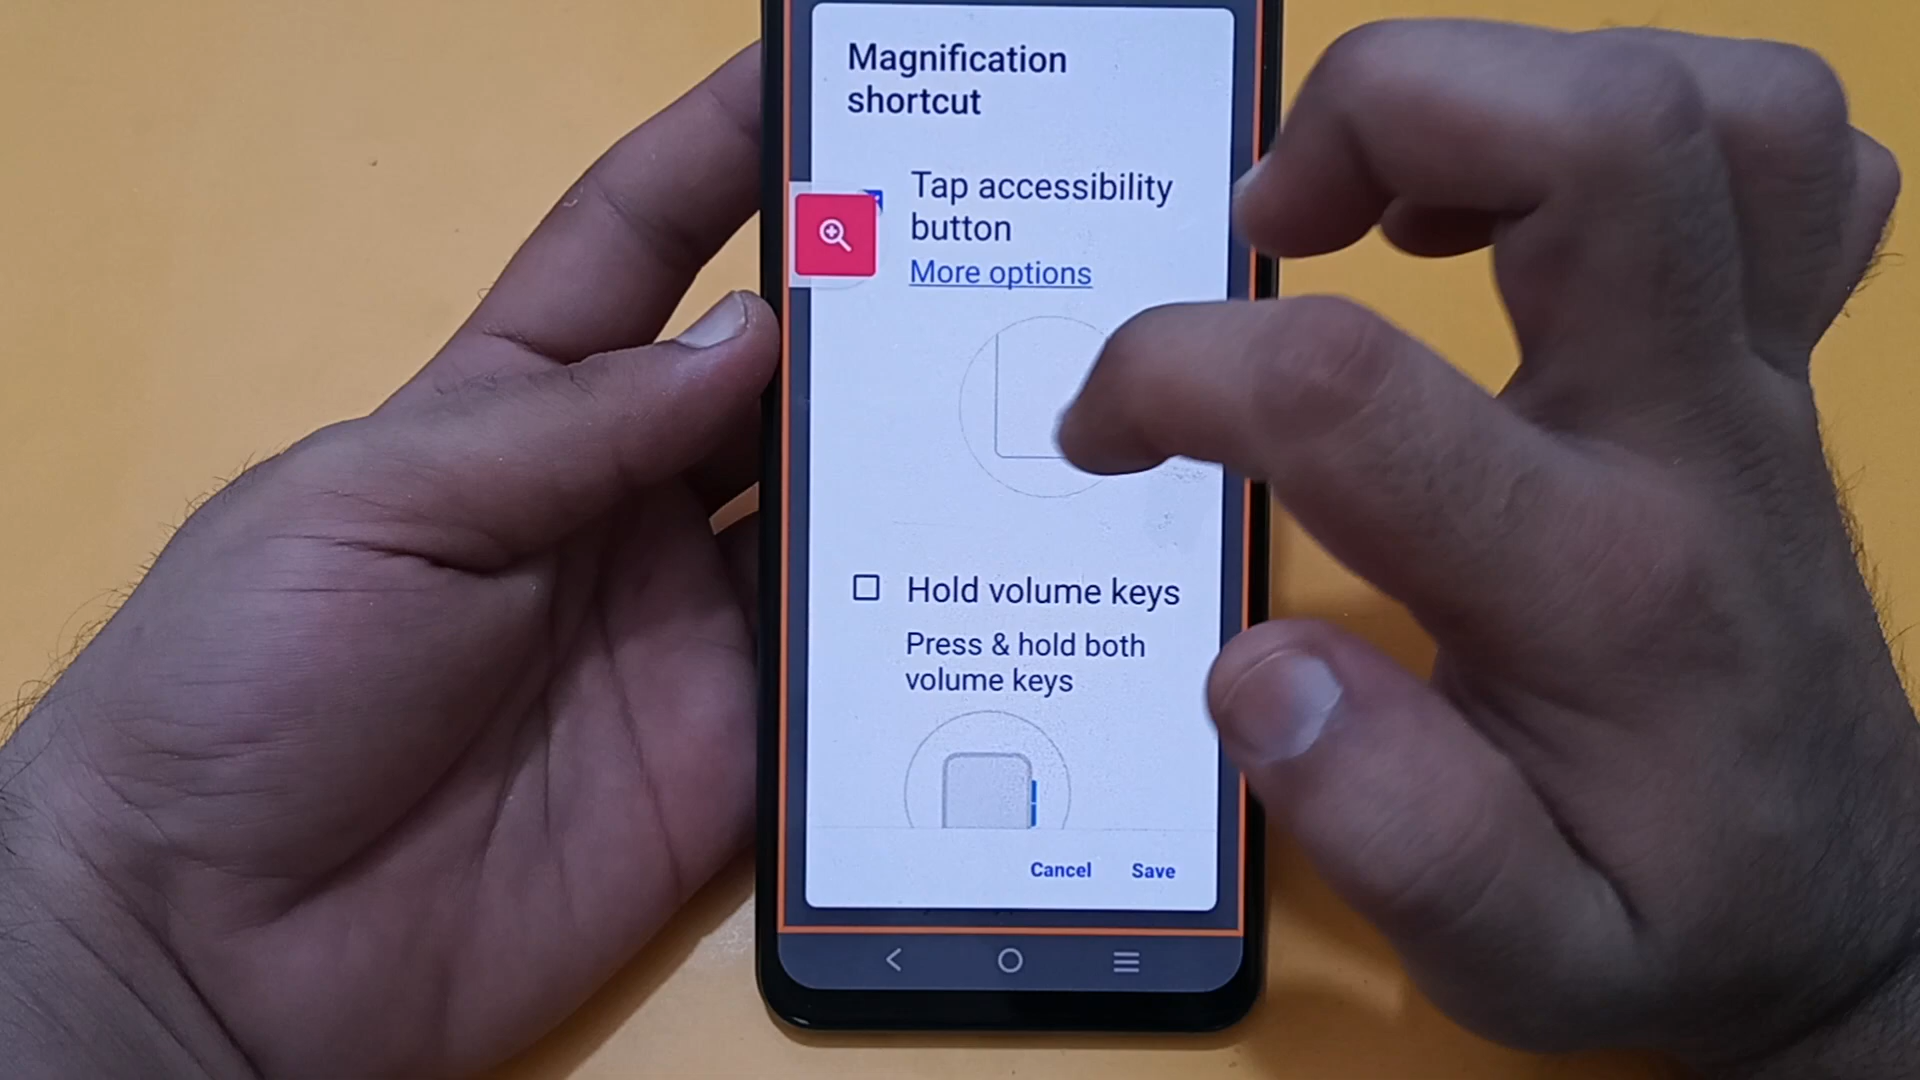 Magnification
shortcut
Tap accessibility
button
More options
Hold volume keys
Press & hold both
volume keys
Cancel
Save